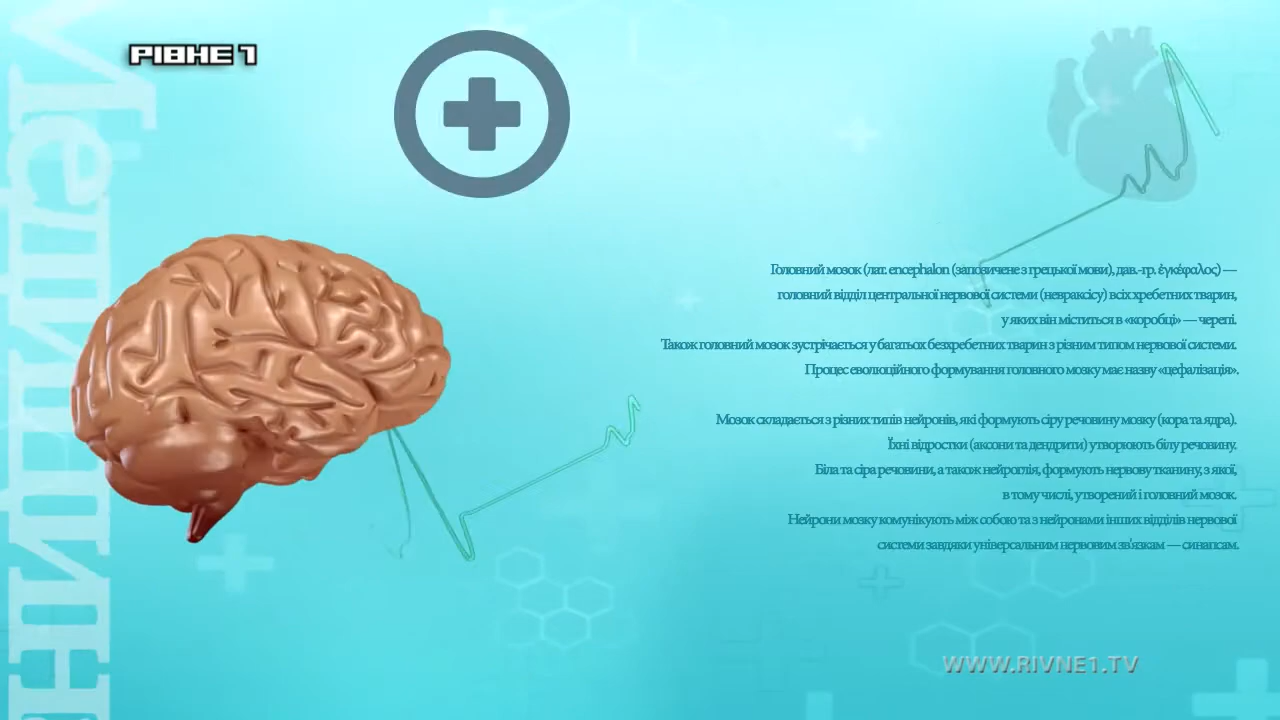 РІВНЕ 1
Медицин
Головний мозок (лат. encephalon (запозичене з грецької мови), дав.-гр. ἐγκέφαλος) —
головний відділ центральної нервової системи (невраксісу) всіх хребетних тварин,
у яких він міститься в «коробці» — черепі.
Також головний мозок зустрічається у багатьох безхребетних тварин з різним типом нервової системи.
Процес еволюційного формування головного мозку має назву «цефалізація».
Мозок складається з різних типів нейронів, які формують сіру речовину мозку (кора та ядра).
Їхні відростки (аксони та дендрити) утворюють білу речовину.
Біла та сіра речовини, а також нейроглія, формують нервову тканину, з якої,
в тому числі, утворений і головний мозок.
Нейрони мозку комунікують між собою та з нейронами інших відділів нервової
системи завдяки універсальним нервовим зв'язкам — синапсам.
WWW.RIVNE1.TV